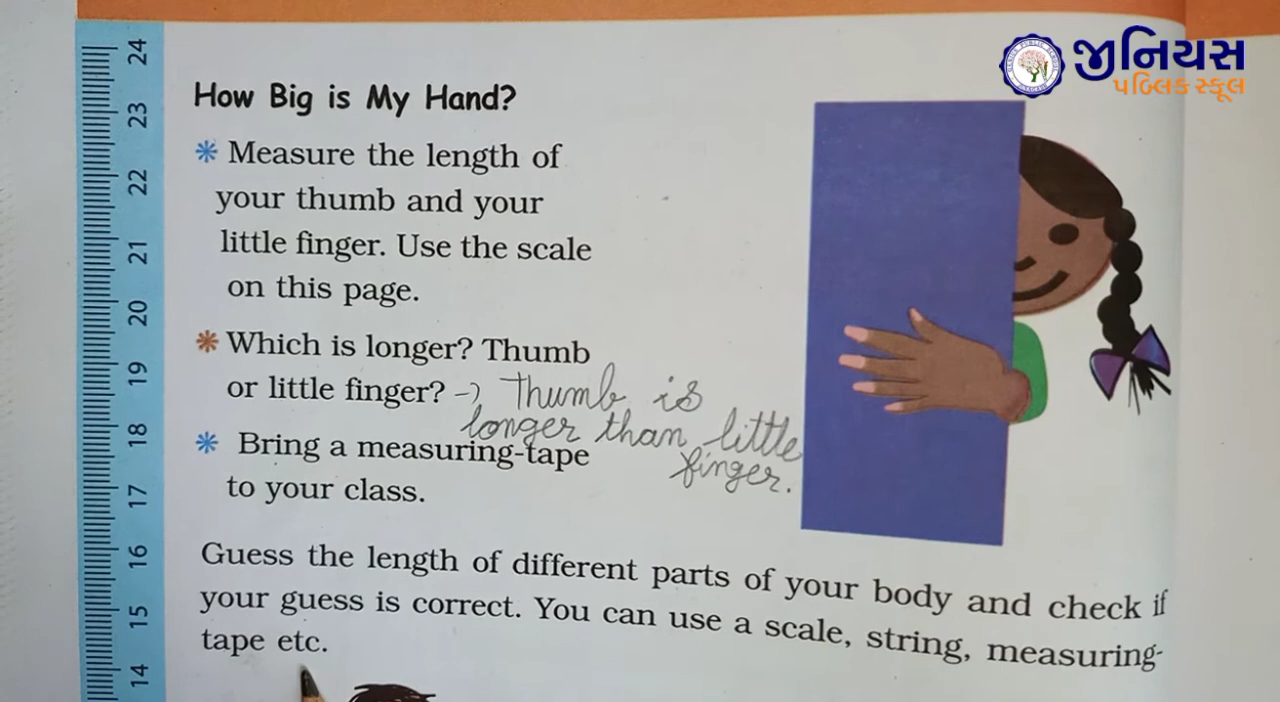 જીનિયસ
પબ્લિક સ્કૂલ
24
23
22
21
20
19
18
17
16
15
14
How Big is My Hand?
Measure the length of
your thumb and your
little finger. Use the scale
on this page.
Which is longer? Thumb
or little finger? → Thumb is
longer than little
finger.
Bring a measuring-tape
to your class.
Guess the length of different parts of your body and check if
your guess is correct. You can use a scale, string, measuring-
tape etc.